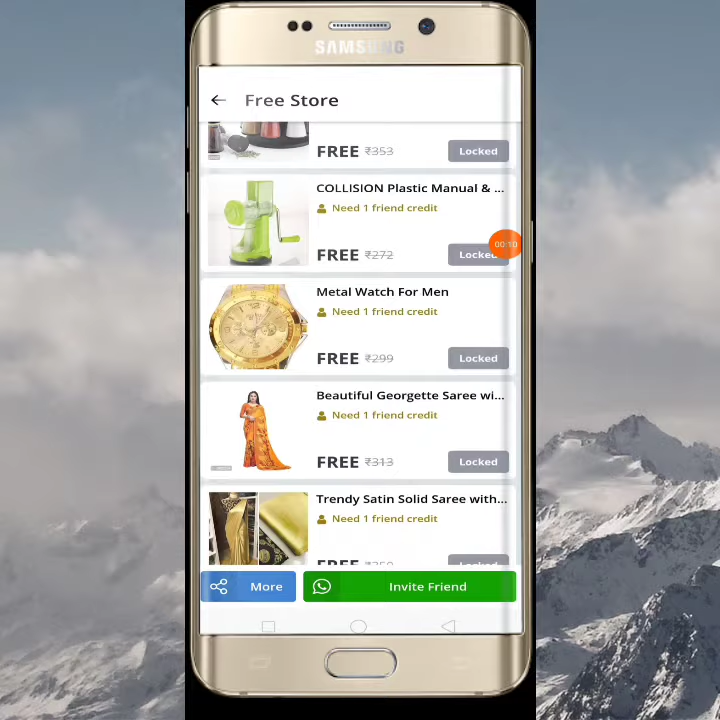 SAMSUNG
Free Store
FREE ₹353 Locked
COLLISION Plastic Manual & ...
Need 1 friend credit
00:10
FREE ₹272 Locked
Metal Watch For Men
Need 1 friend credit
FREE ₹299 Locked
Beautiful Georgette Saree wi...
Need 1 friend credit
FREE ₹313 Locked
Trendy Satin Solid Saree with...
Need 1 friend credit
FREE Locked
More Invite Friend